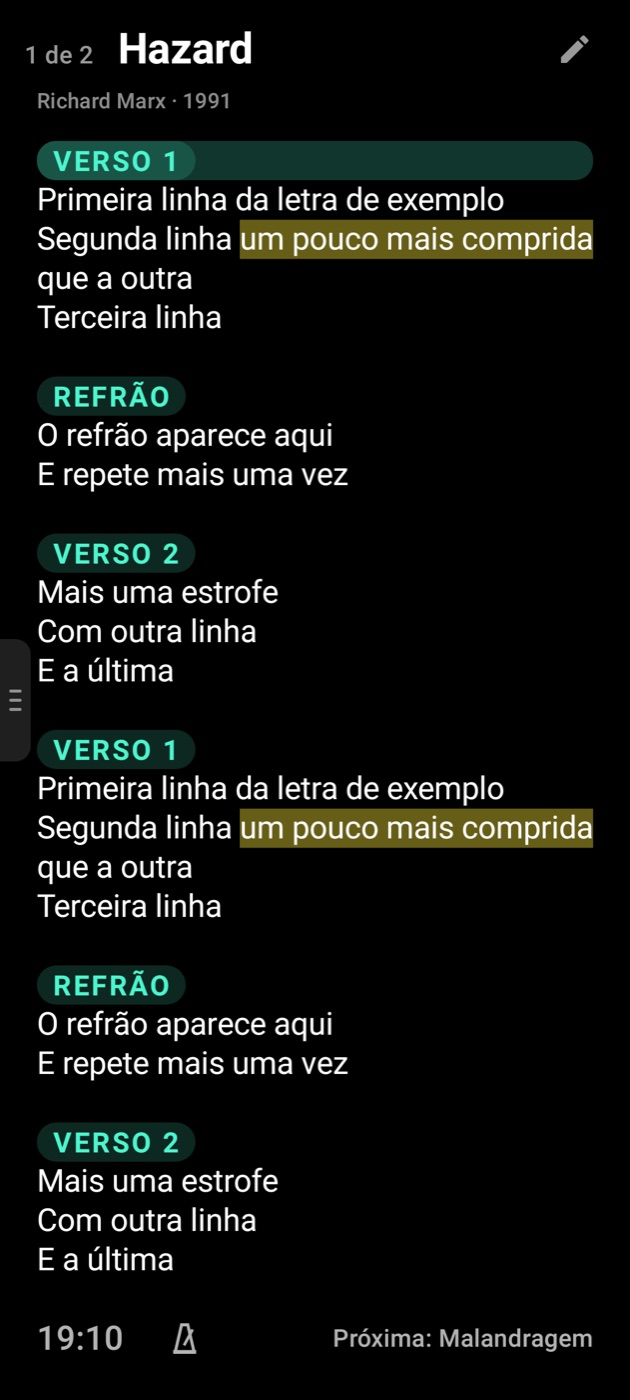 1 de 2 Hazard
Richard Marx · 1991
VERSO 1
Primeira linha da letra de exemplo
Segunda linha um pouco mais comprida
que a outra
Terceira linha
REFRÃO
O refrão aparece aqui
E repete mais uma vez
VERSO 2
Mais uma estrofe
Com outra linha
E a última
VERSO 1
Primeira linha da letra de exemplo
Segunda linha um pouco mais comprida
que a outra
Terceira linha
REFRÃO
O refrão aparece aqui
E repete mais uma vez
VERSO 2
Mais uma estrofe
Com outra linha
E a última
19:10 Próxima: Malandragem